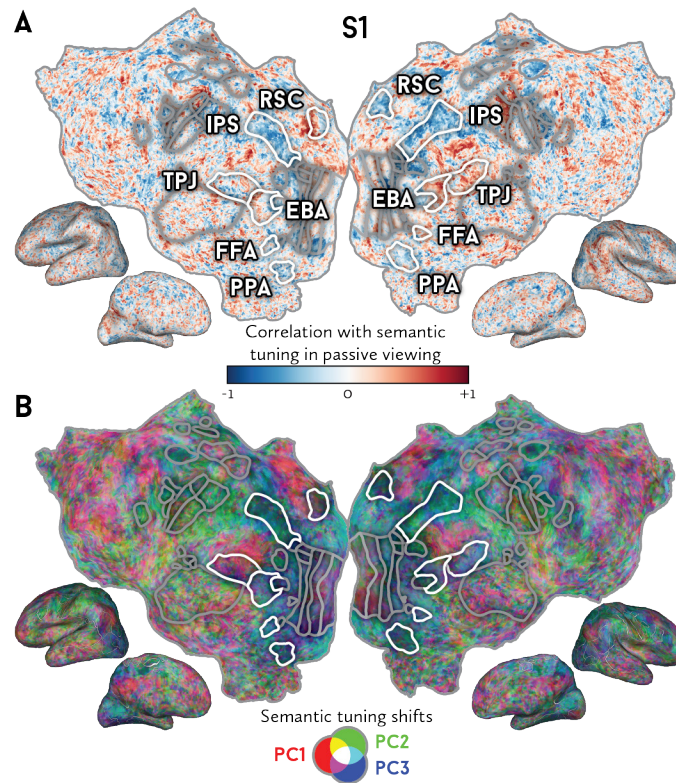 A
S1
RSC
RSC
IPS
IPS
TPJ
EBA
EBA
TPJ
FFA
FFA
PPA
PPA
Correlation with semantic
tuning in passive viewing
-1
0
+1
B
Semantic tuning shifts
PC1
PC2
PC3